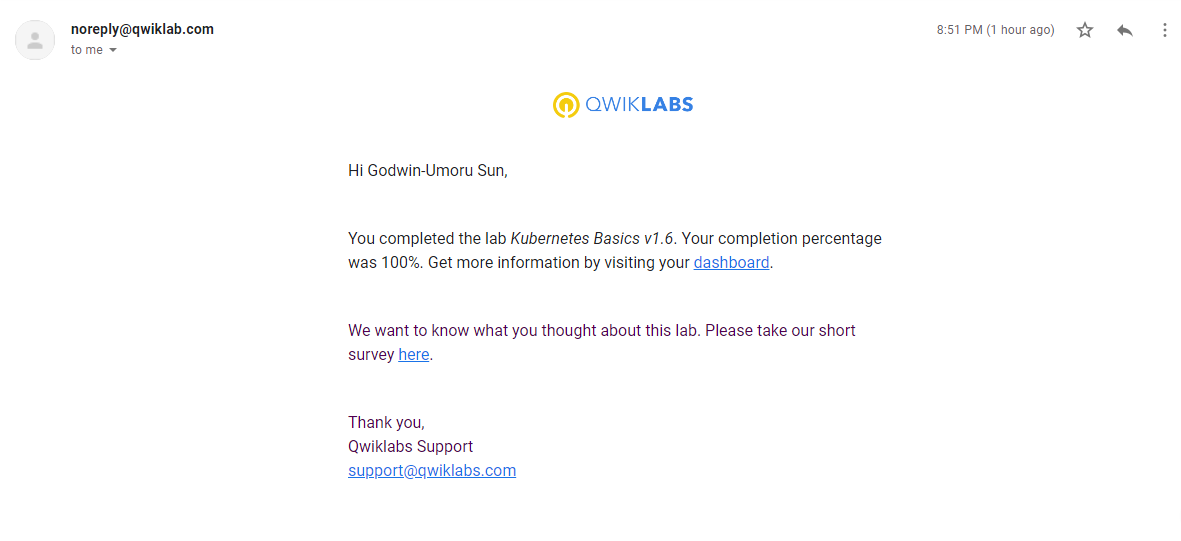 noreply@qwiklab.com
8:51 PM (1 hour ago)
to me
QWIKLABS
Hi Godwin-Umoru Sun,
You completed the lab Kubernetes Basics v1.6. Your completion percentage
was 100%. Get more information by visiting your dashboard.
We want to know what you thought about this lab. Please take our short
survey here.
Thank you,
Qwiklabs Support
support@qwiklabs.com